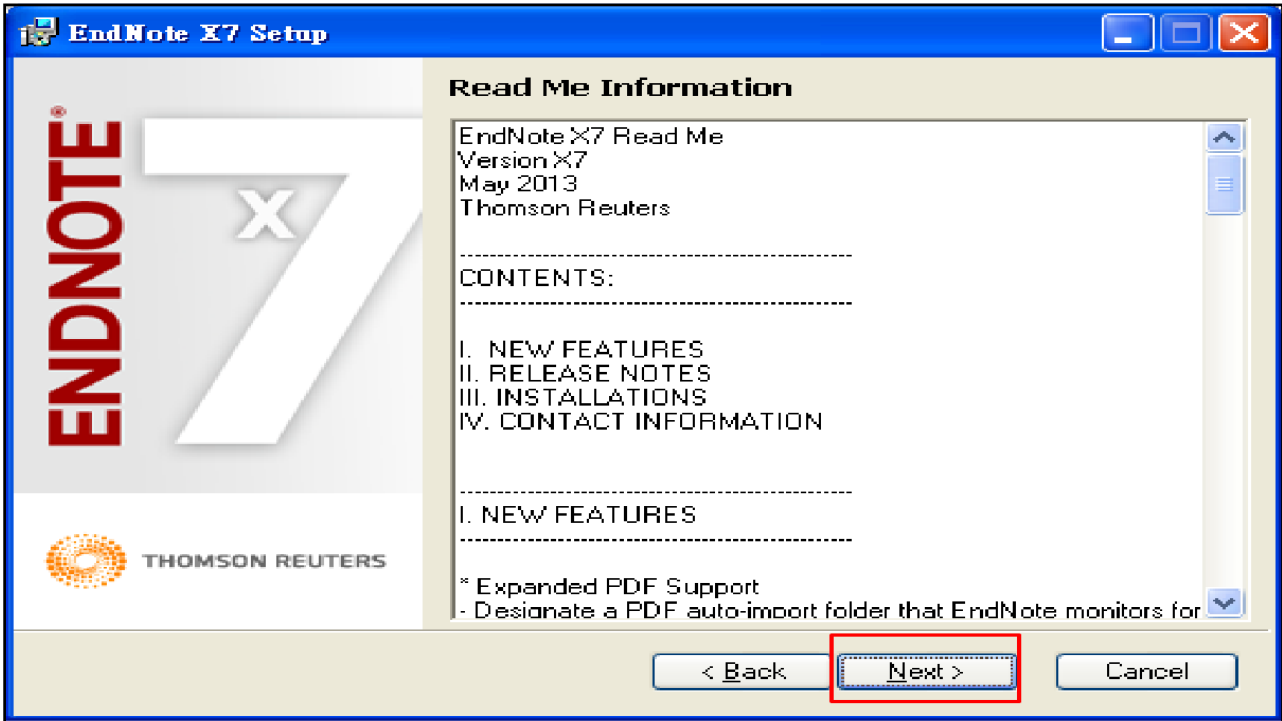 EndNote X7 Setup
ENDNOTE®
X7
THOMSON REUTERS
Read Me Information
EndNote X7 Read Me
Version X7
May 2013
Thomson Reuters
--------------------------------------------------
CONTENTS:
--------------------------------------------------
I.  NEW FEATURES
II. RELEASE NOTES
III. INSTALLATIONS
IV. CONTACT INFORMATION
--------------------------------------------------
I. NEW FEATURES
--------------------------------------------------
* Expanded PDF Support
- Designate a PDF auto-import folder that EndNote monitors for
< Back
Next >
Cancel